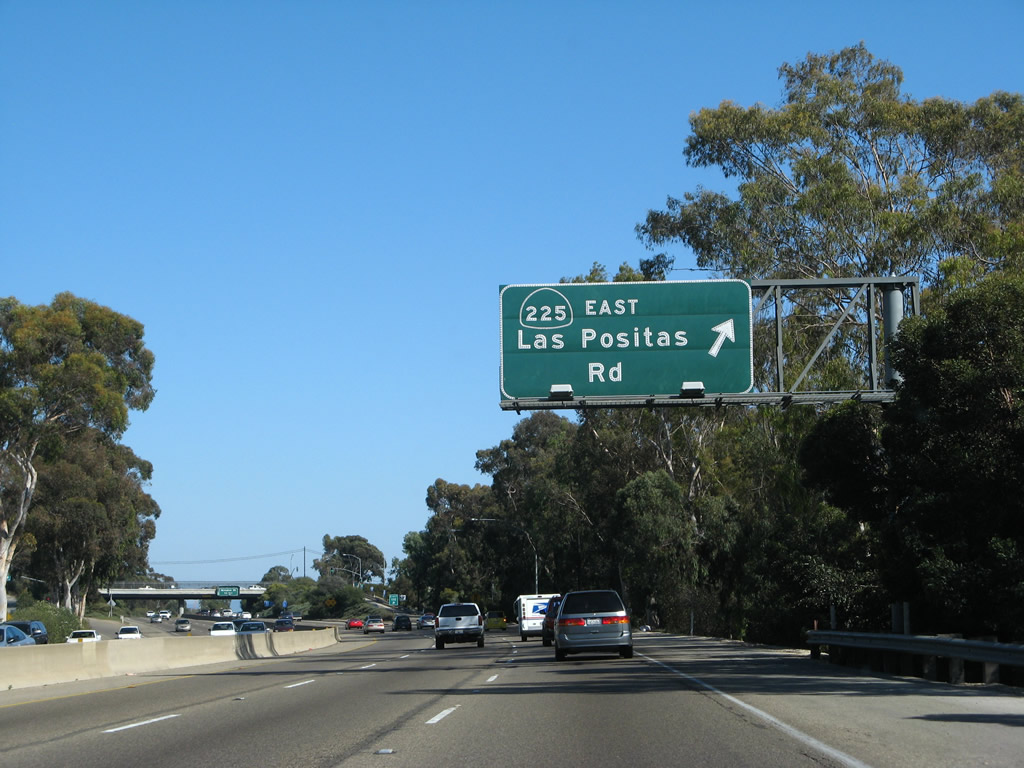 225 EAST
Las Positas
Rd